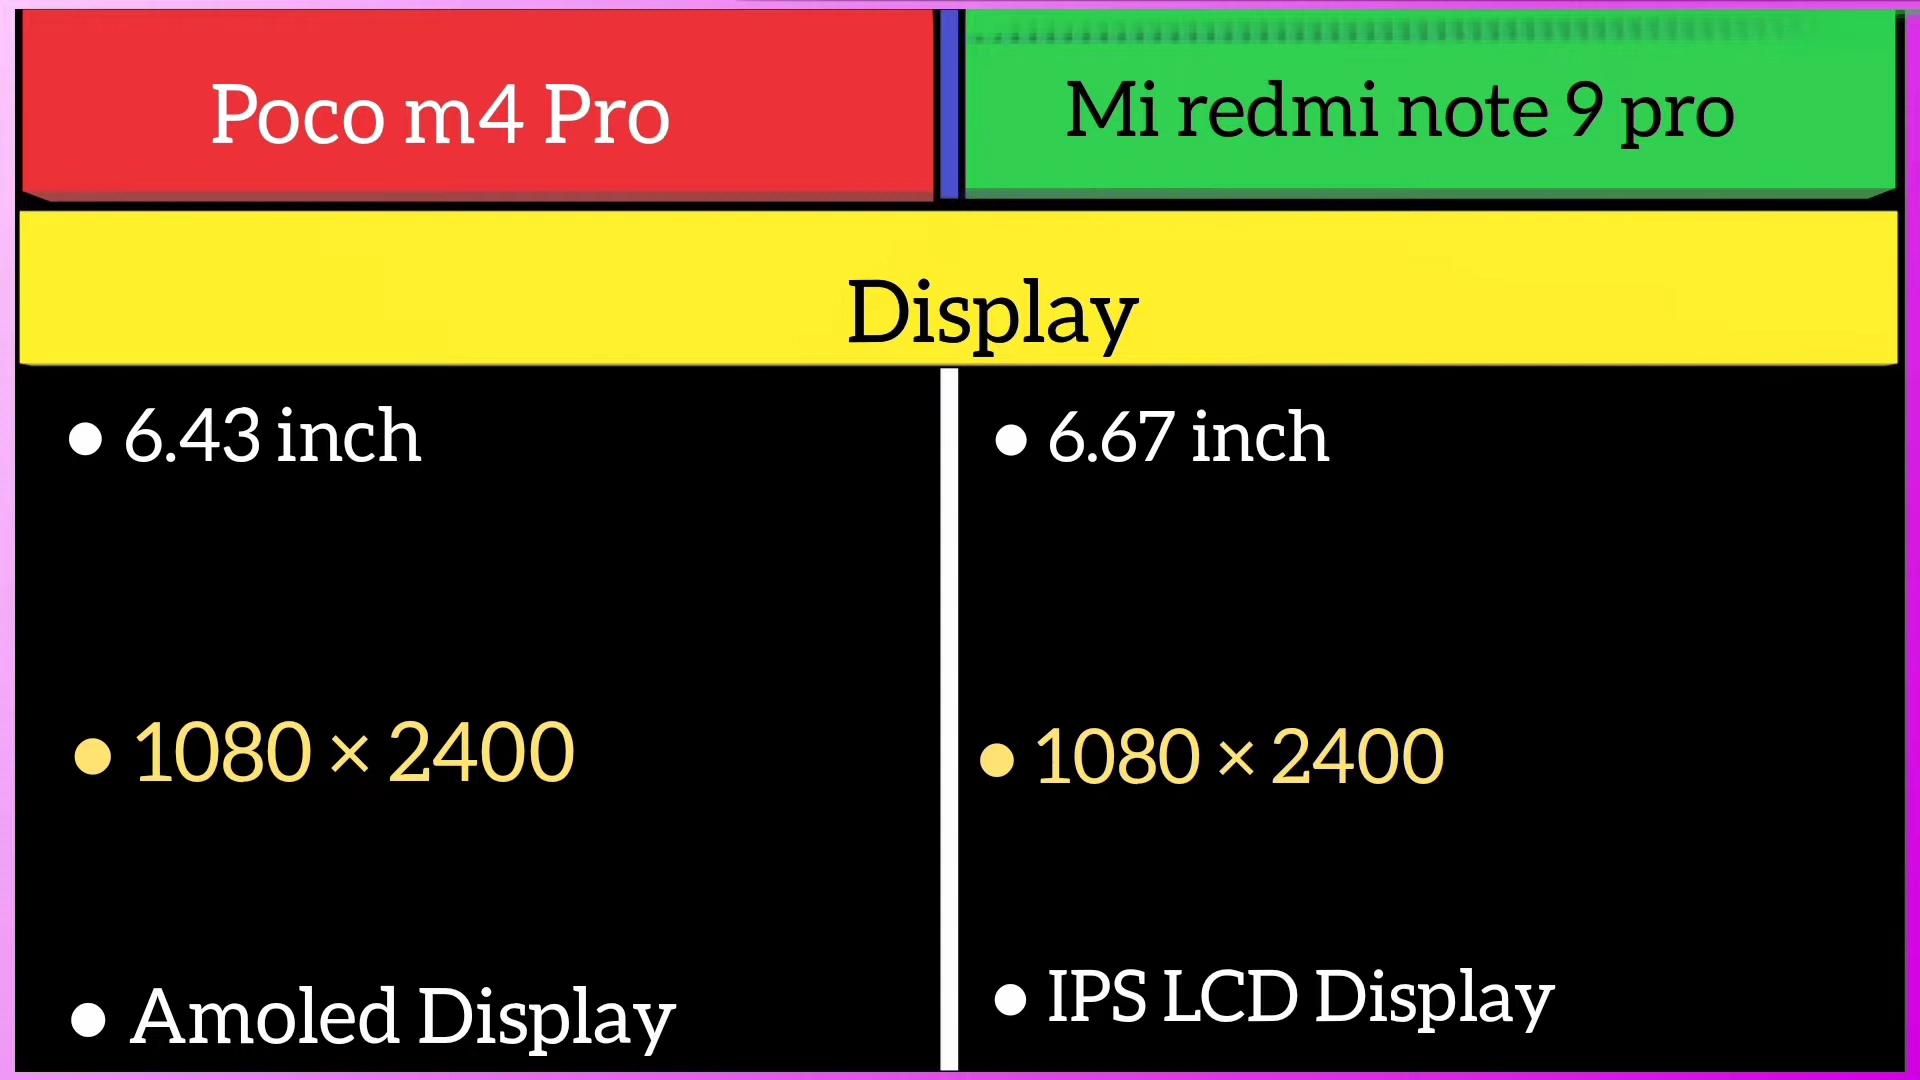 Poco m4 Pro
Mi redmi note 9 pro
Display
• 6.43 inch
• 6.67 inch
• 1080 × 2400
• 1080 × 2400
• Amoled Display
• IPS LCD Display